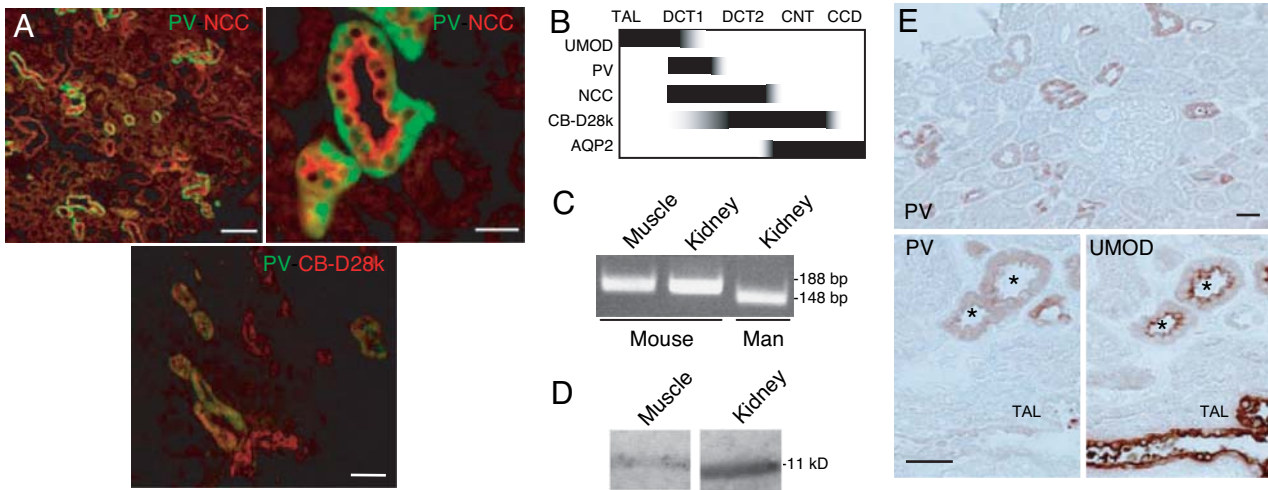 A
PV-NCC
PV-NCC
PV-CB-D28k
B
TAL DCT1 DCT2 CNT CCD
UMOD
PV
NCC
CB-D28k
AQP2
C
Muscle Kidney Kidney
-188 bp
-148 bp
Mouse Man
D
Muscle Kidney
-11 kD
E
PV
PV
*
*
TAL
UMOD
*
*
TAL